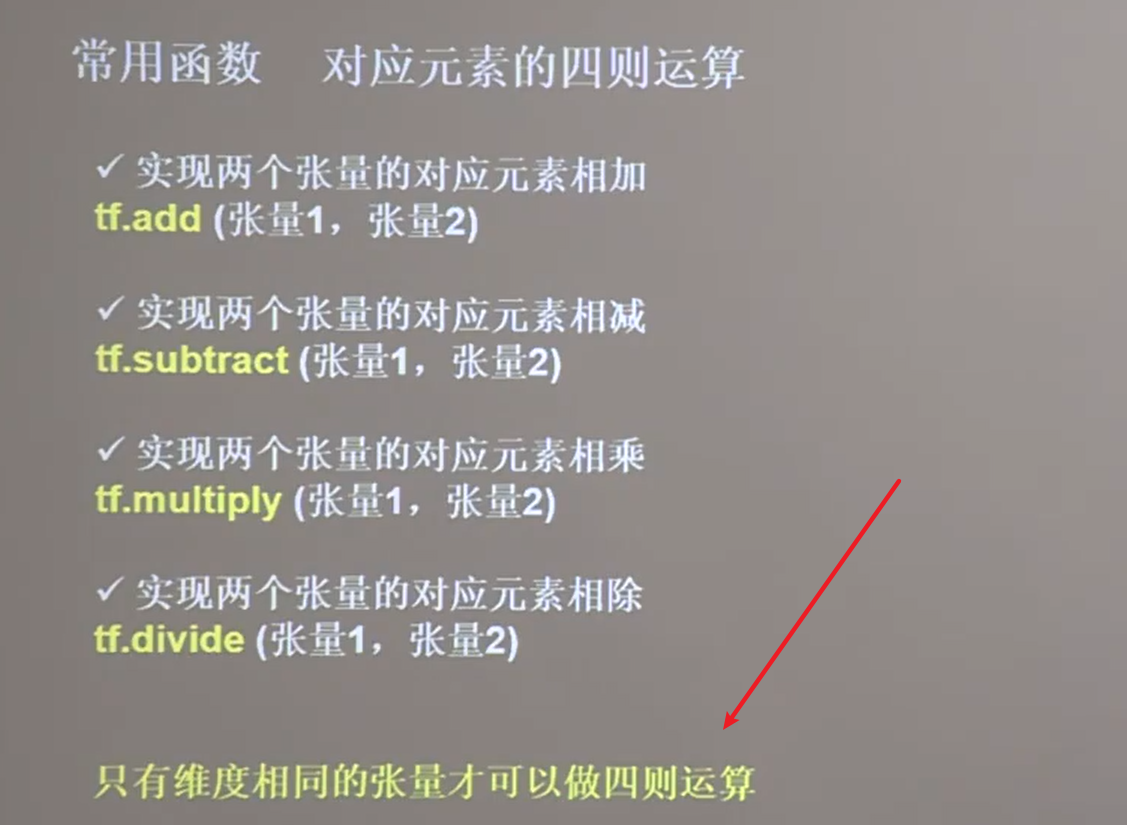 常用函数 对应元素的四则运算
✓ 实现两个张量的对应元素相加
tf.add (张量1，张量2)
✓ 实现两个张量的对应元素相减
tf.subtract (张量1，张量2)
✓ 实现两个张量的对应元素相乘
tf.multiply (张量1，张量2)
✓ 实现两个张量的对应元素相除
tf.divide (张量1，张量2)
只有维度相同的张量才可以做四则运算